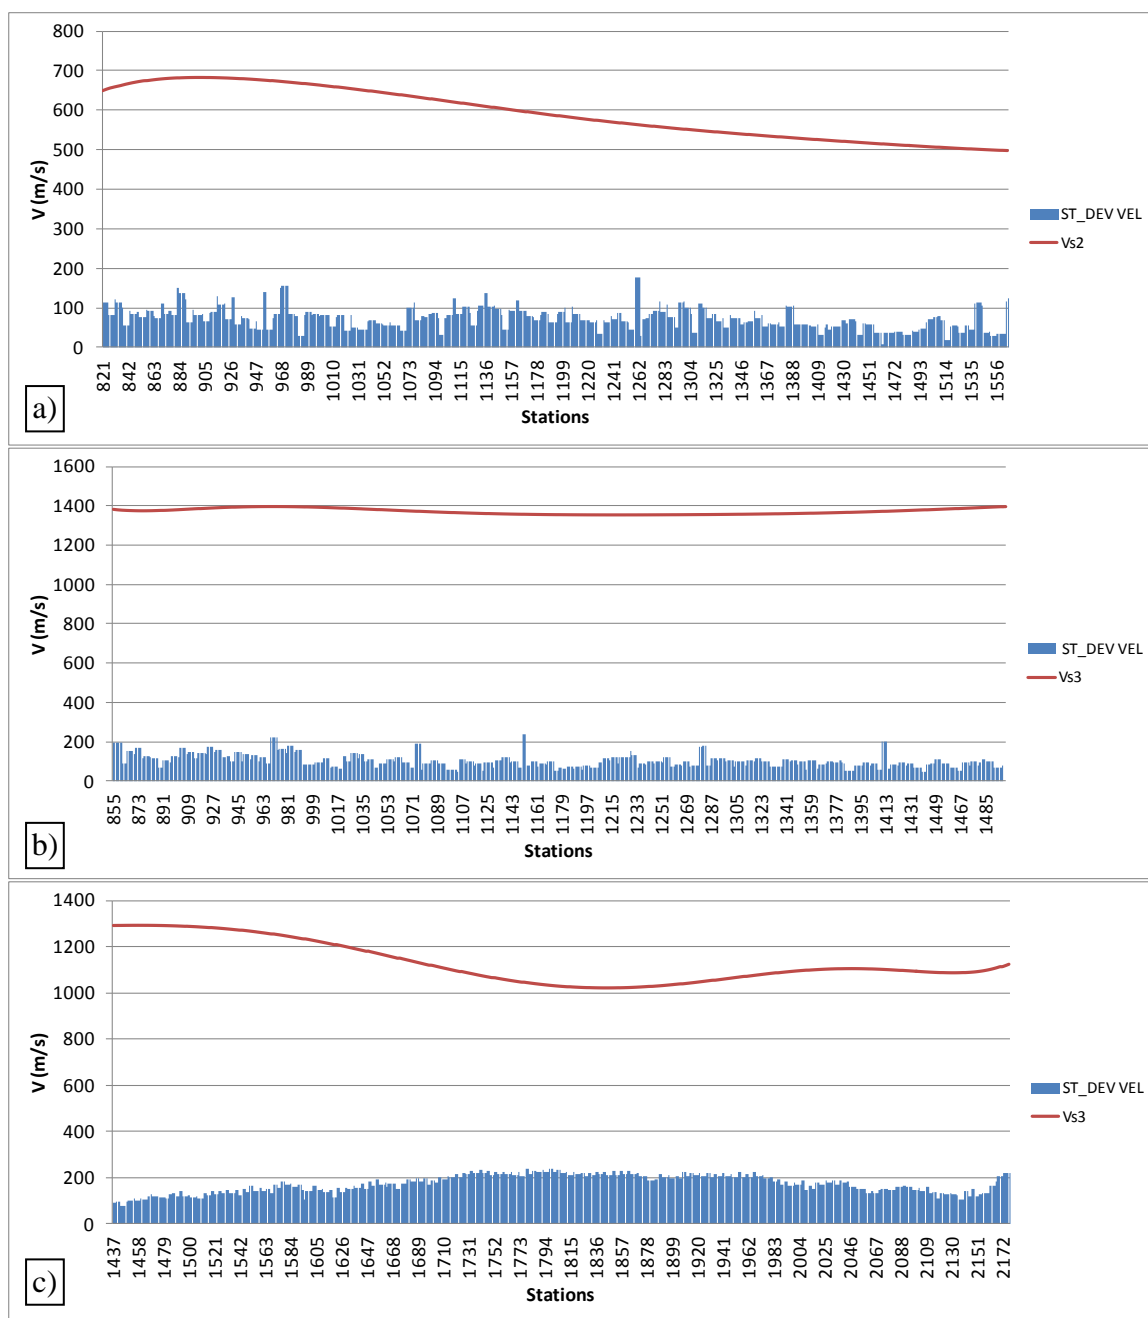 800
700
600
500
400
300
200
100
0
V (m/s)
821 842 863 884 905 926 947 968 989 1010 1031 1052 1073 1094 1115 1136 1157 1178 1199 1220 1241 1262 1283 1304 1325 1346 1367 1388 1409 1430 1451 1472 1493 1514 1535 1556
Stations
ST_DEV VEL
Vs2
a)
1600
1400
1200
1000
800
600
400
200
0
V (m/s)
855 873 891 909 927 945 963 981 999 1017 1035 1053 1071 1089 1107 1125 1143 1161 1179 1197 1215 1233 1251 1269 1287 1305 1323 1341 1359 1377 1395 1413 1431 1449 1467 1485
Stations
ST_DEV VEL
Vs3
b)
1400
1200
1000
800
600
400
200
0
V (m/s)
1437 1458 1479 1500 1521 1542 1563 1584 1605 1626 1647 1668 1689 1710 1731 1752 1773 1794 1815 1836 1857 1878 1899 1920 1941 1962 1983 2004 2025 2046 2067 2088 2109 2130 2151 2172
Stations
ST_DEV VEL
Vs3
c)